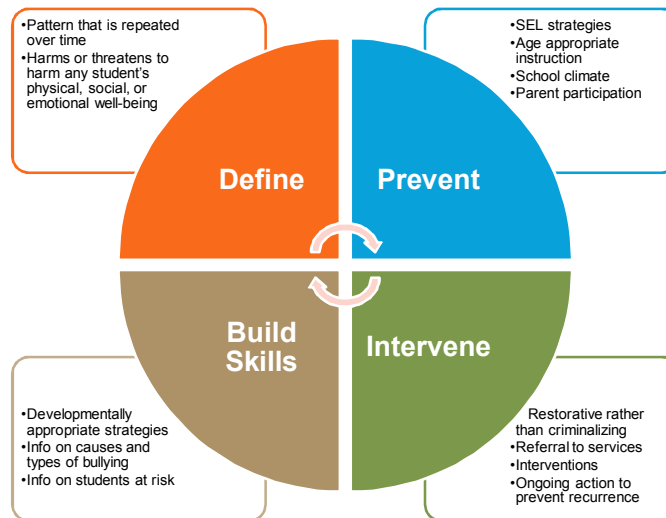 •Pattern that is repeated
over time
•Harms or threatens to
harm any student's
physical, social, or
emotional well-being
•SEL strategies
•Age appropriate
instruction
•School climate
•Parent participation
Define
Prevent
Build
Skills
Intervene
•Developmentally
appropriate strategies
•Info on causes and
types of bullying
•Info on students at risk
Restorative rather
than criminalizing
•Referral to services
•Interventions
•Ongoing action to
prevent recurrence